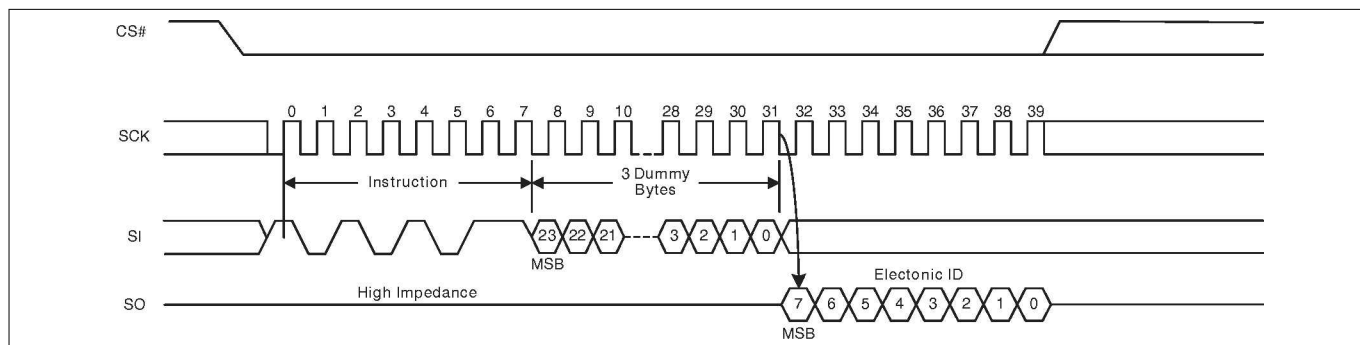 CS#
0 1 2 3 4 5 6 7 8 9 10 28 29 30 31 32 33 34 35 36 37 38 39
SCK
Instruction
3 Dummy
Bytes
SI
23 22 21 3 2 1 0
MSB
Electonic ID
High Impedance
SO
7 6 5 4 3 2 1 0
MSB